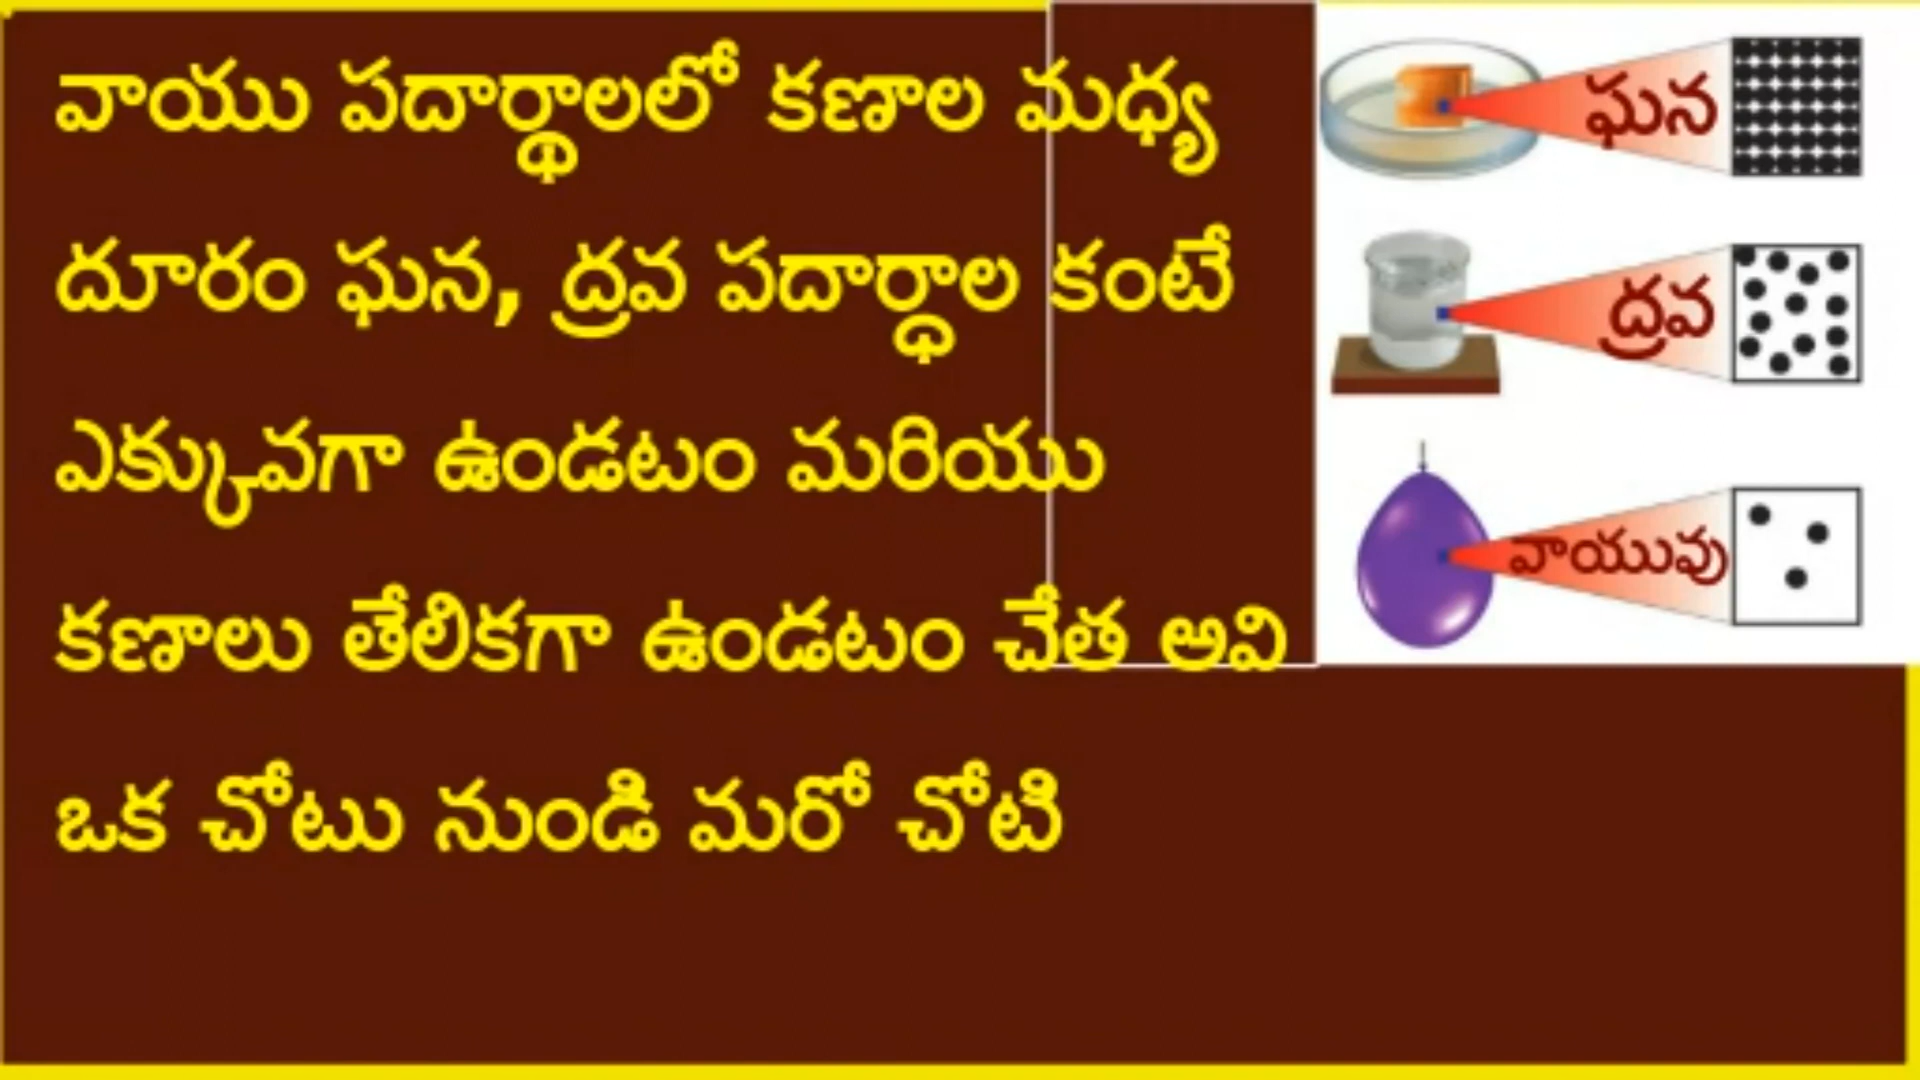 వాయు పదార్థాలలో కణాల మధ్య
దూరం ఘన, ద్రవ పదార్ధాల కంటే
ఎక్కువగా ఉండటం మరియు
కణాలు తేలికగా ఉండటం చేత అవి
ఒక చోటు నుండి మరో చోటి
ఘన
ద్రవ
వాయువు